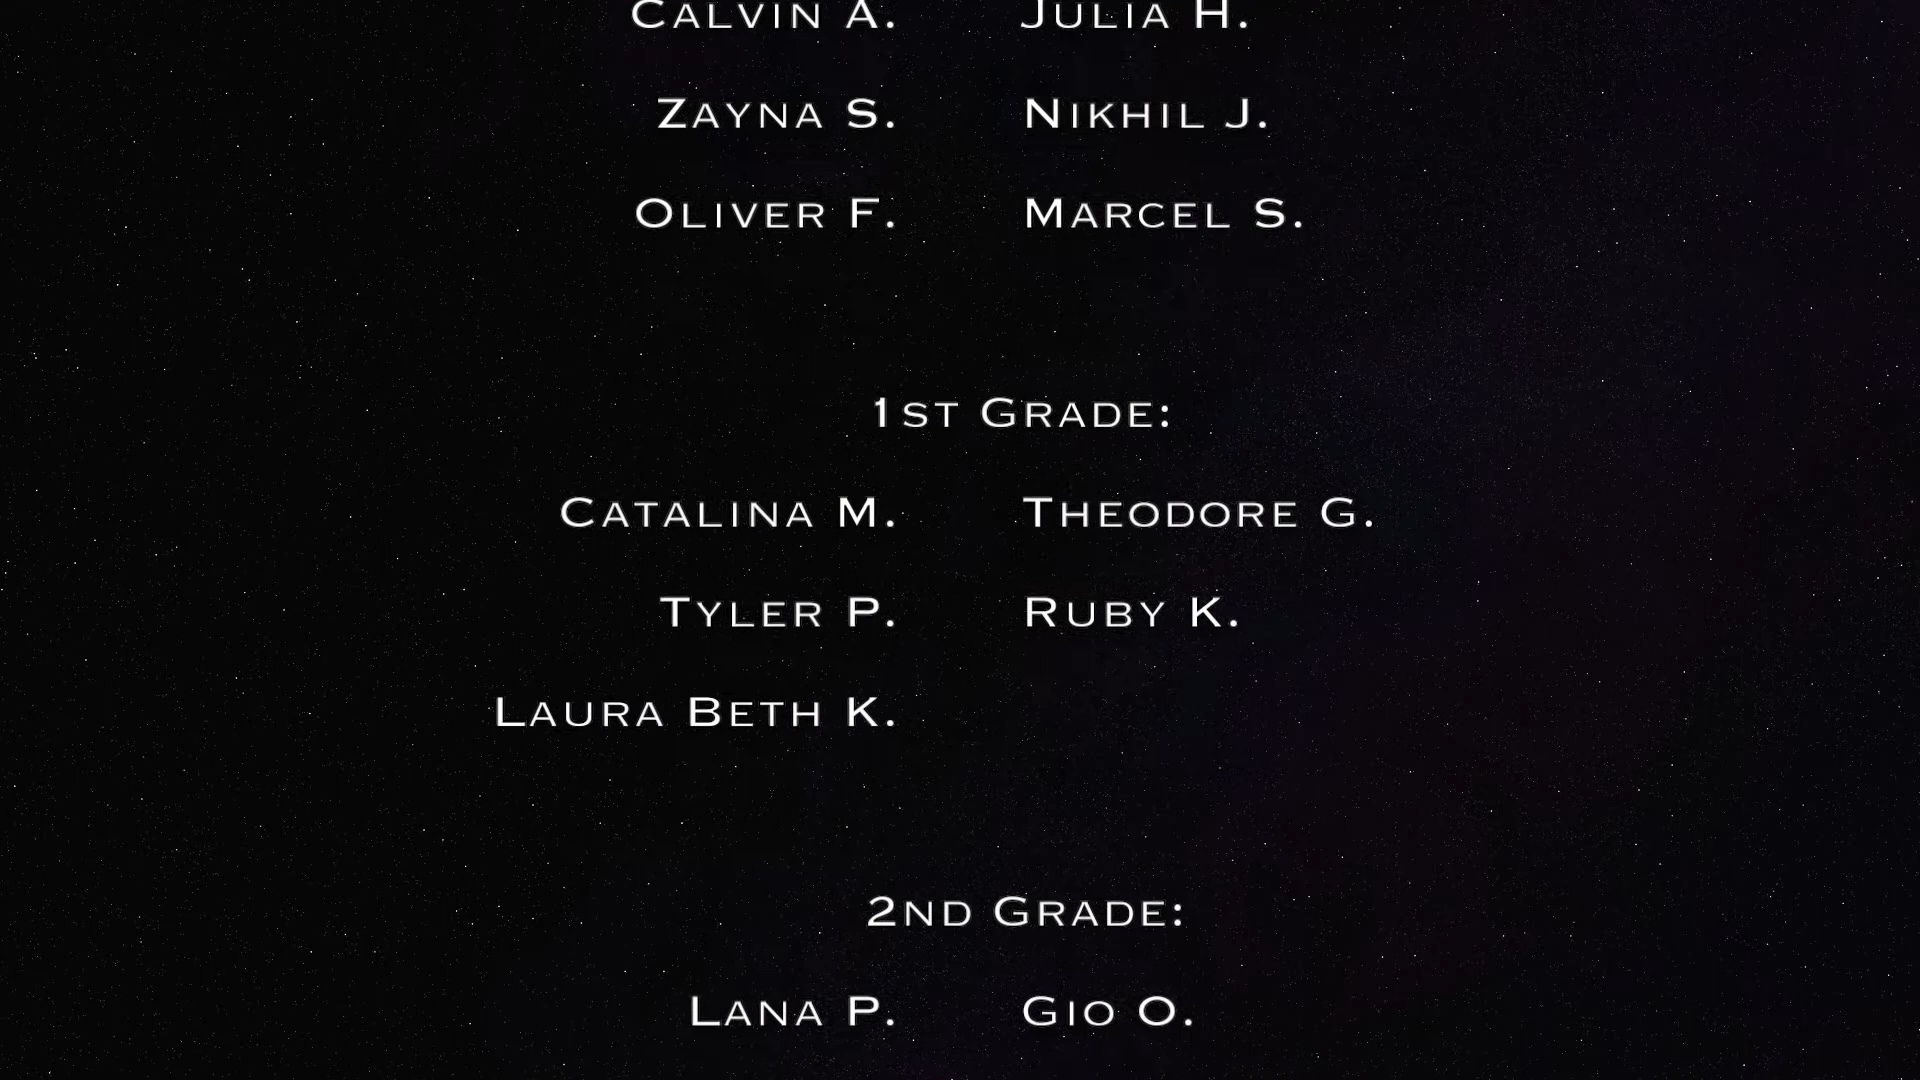 Calvin A. Julia H.
Zayna S. Nikhil J.
Oliver F. Marcel S.
1st Grade:
Catalina M. Theodore G.
Tyler P. Ruby K.
Laura Beth K.
2nd Grade:
Lana P. Gio O.